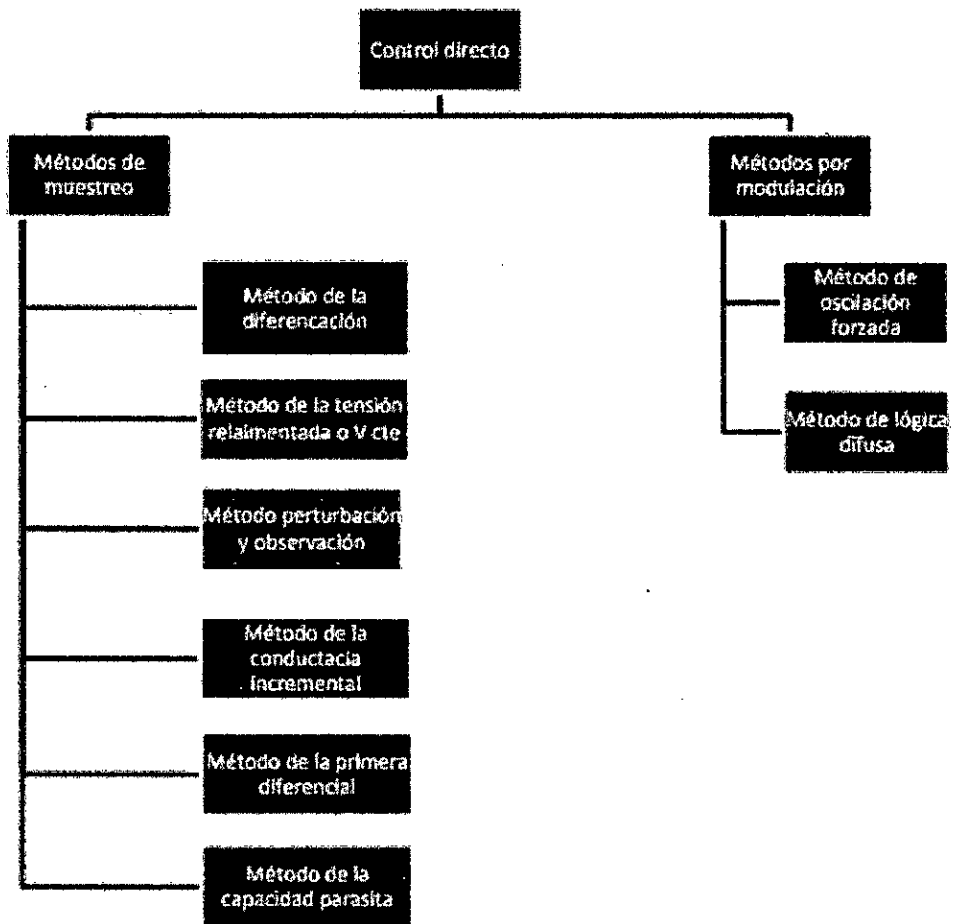 Control directo
Métodos de
muestreo
Métodos por
modulación
Método de la
diferencación
Método de la tensión
relalmentada o V cte
Método perturbación
y observación
Método de la
conductacia
incremental
Método de la primera
diferencial
Método de la
capacidad parasita
Método de
oscilación
forzada
Método de lógica
difusa